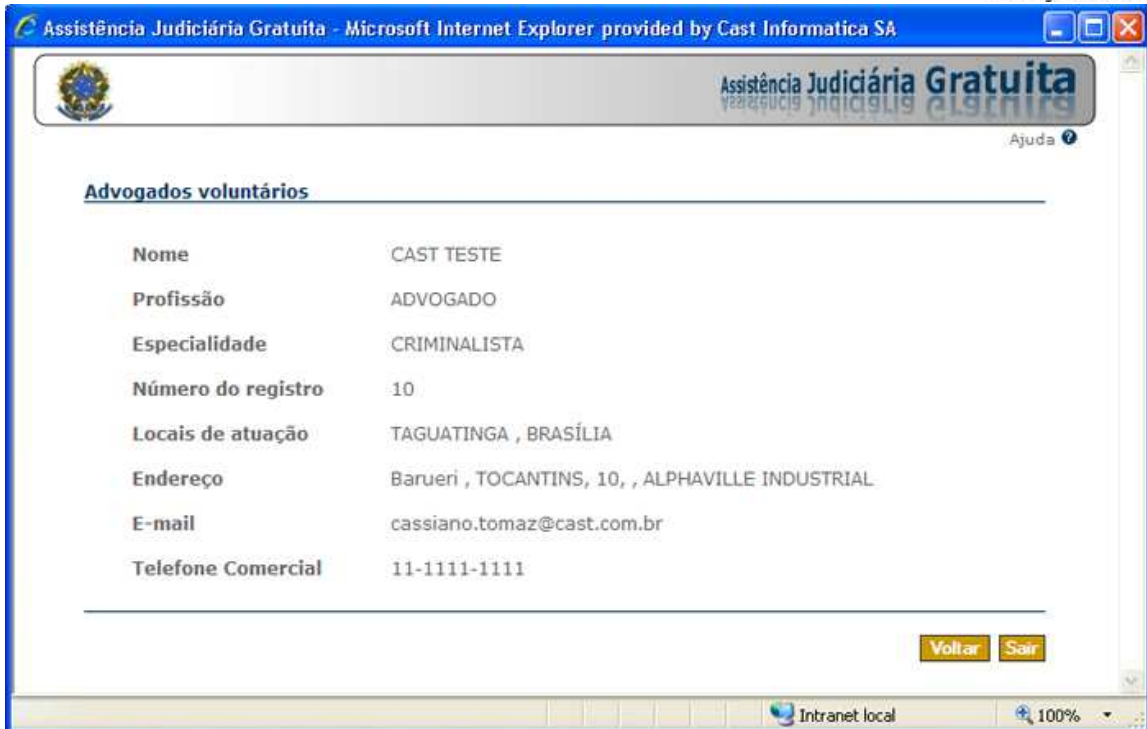 Assistência Judiciária Gratuita - Microsoft Internet Explorer provided by Cast Informatica SA
Assistência Judiciária Gratuita
Ajuda
Advogados voluntários
Nome CAST TESTE
Profissão ADVOGADO
Especialidade CRIMINALISTA
Número do registro 10
Locais de atuação TAGUATINGA , BRASÍLIA
Endereço Barueri , TOCANTINS, 10, , ALPHAVILLE INDUSTRIAL
E-mail cassiano.tomaz@cast.com.br
Telefone Comercial 11-1111-1111
Voltar Sair
Intranet local 100%